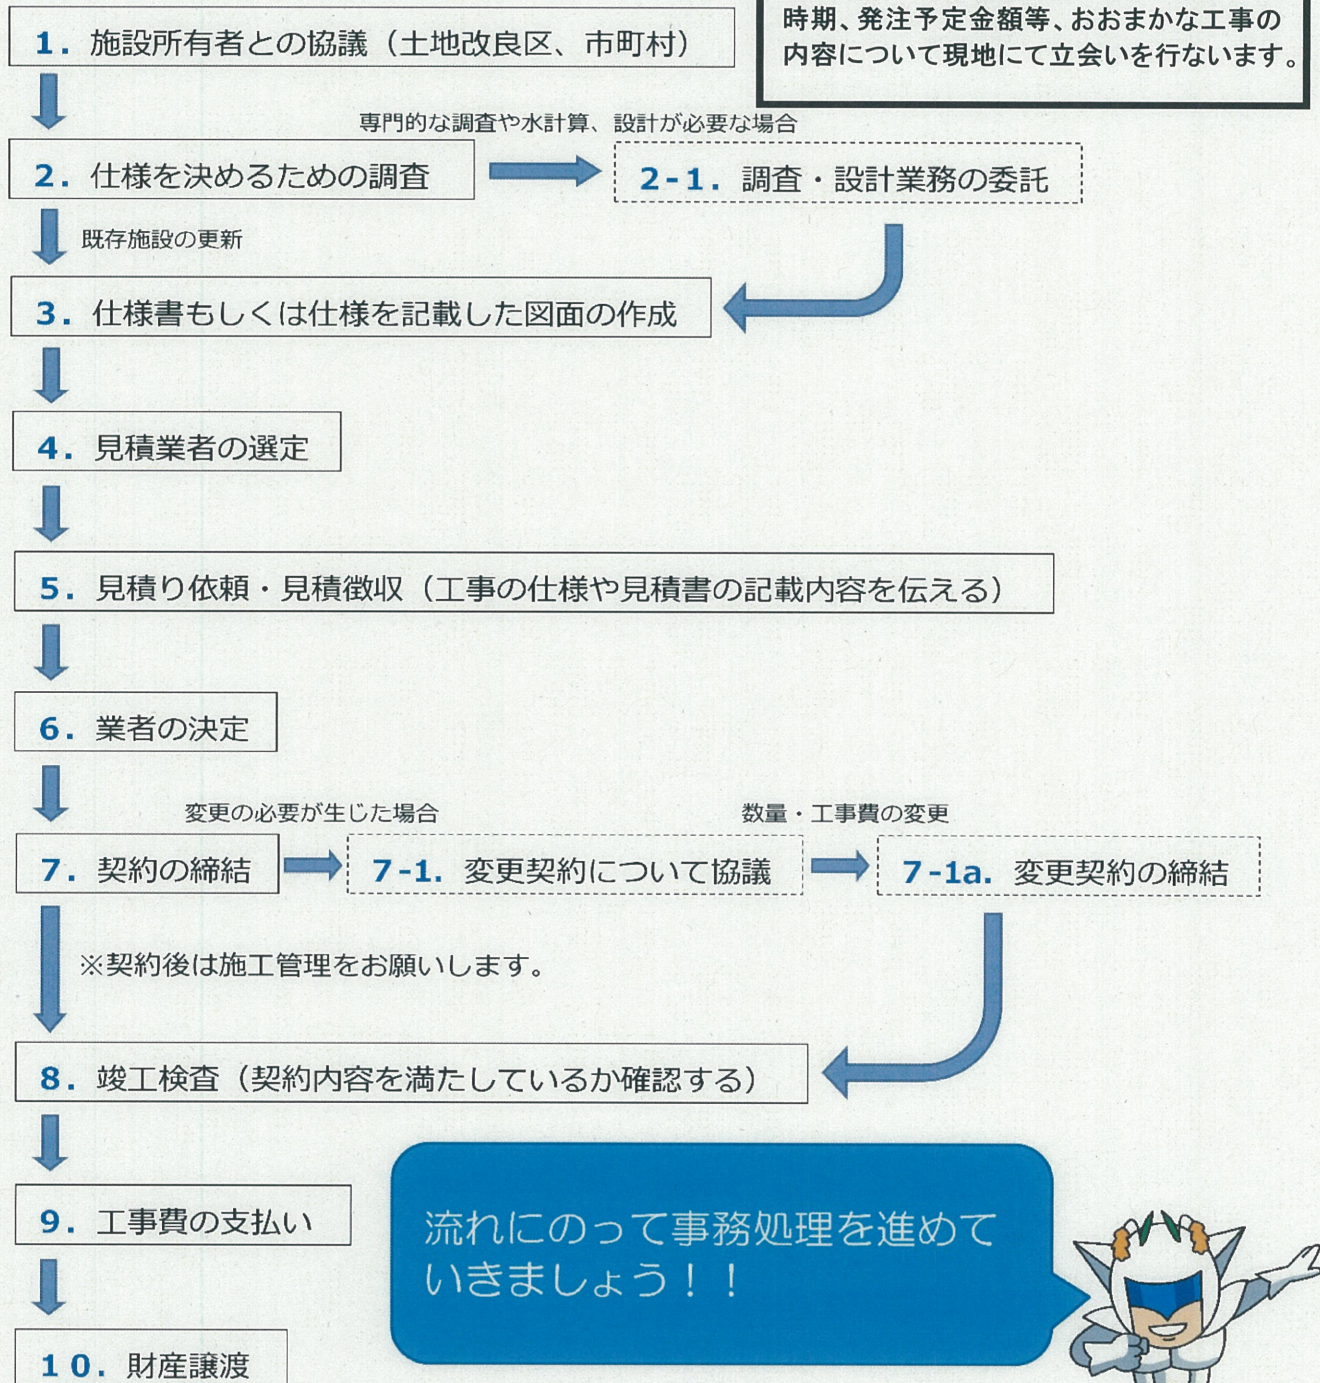 時期、発注予定金額等、おおまかな工事の
内容について現地にて立会いを行ないます。
1. 施設所有者との協議（土地改良区、市町村）
専門的な調査や水計算、設計が必要な場合
2. 仕様を決めるための調査
2-1. 調査・設計業務の委託
既存施設の更新
3. 仕様書もしくは仕様を記載した図面の作成
4. 見積業者の選定
5. 見積り依頼・見積徴収（工事の仕様や見積書の記載内容を伝える）
6. 業者の決定
変更の必要が生じた場合
数量・工事費の変更
7. 契約の締結
7-1. 変更契約について協議
7-1a. 変更契約の締結
※契約後は施工管理をお願いします。
8. 竣工検査（契約内容を満たしているか確認する）
9. 工事費の支払い
流れにのって事務処理を進めて
いきましょう！！
１０. 財産譲渡